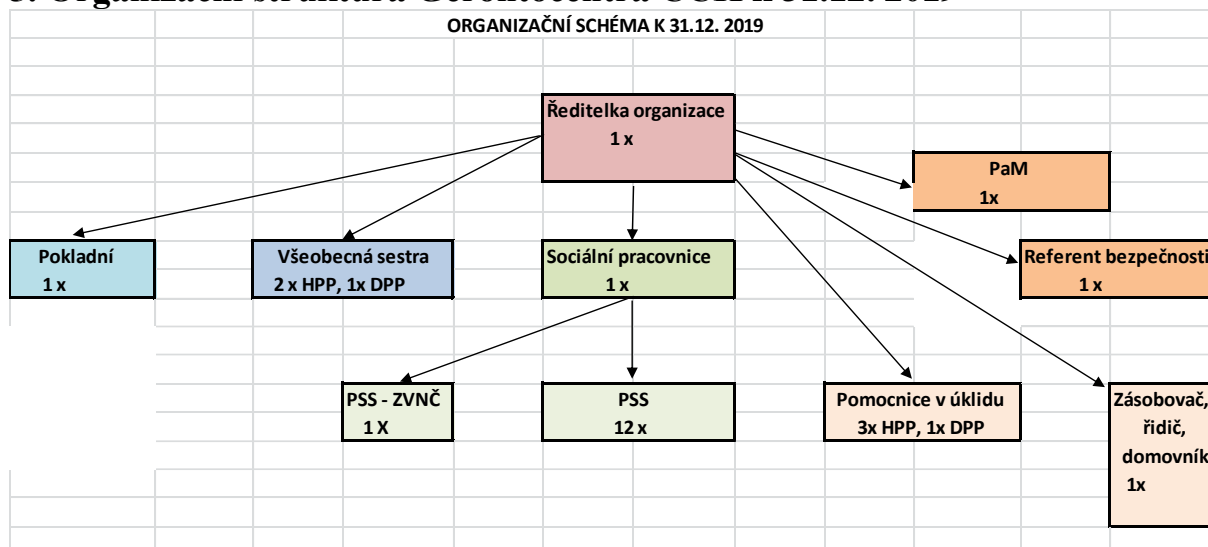 ORGANIZAČNÍ SCHÉMA K 31.12. 2019
Ředitelka organizace
1 x
PaM
1x
Pokladní
1 x
Všeobecná sestra
2 x HPP, 1x DPP
Sociální pracovnice
1 x
Referent bezpečnosti
1 x
PSS - ZVNČ
1 X
PSS
12 x
Pomocnice v úklidu
3x HPP, 1x DPP
Zásobovač,
řidič,
domovník
1x